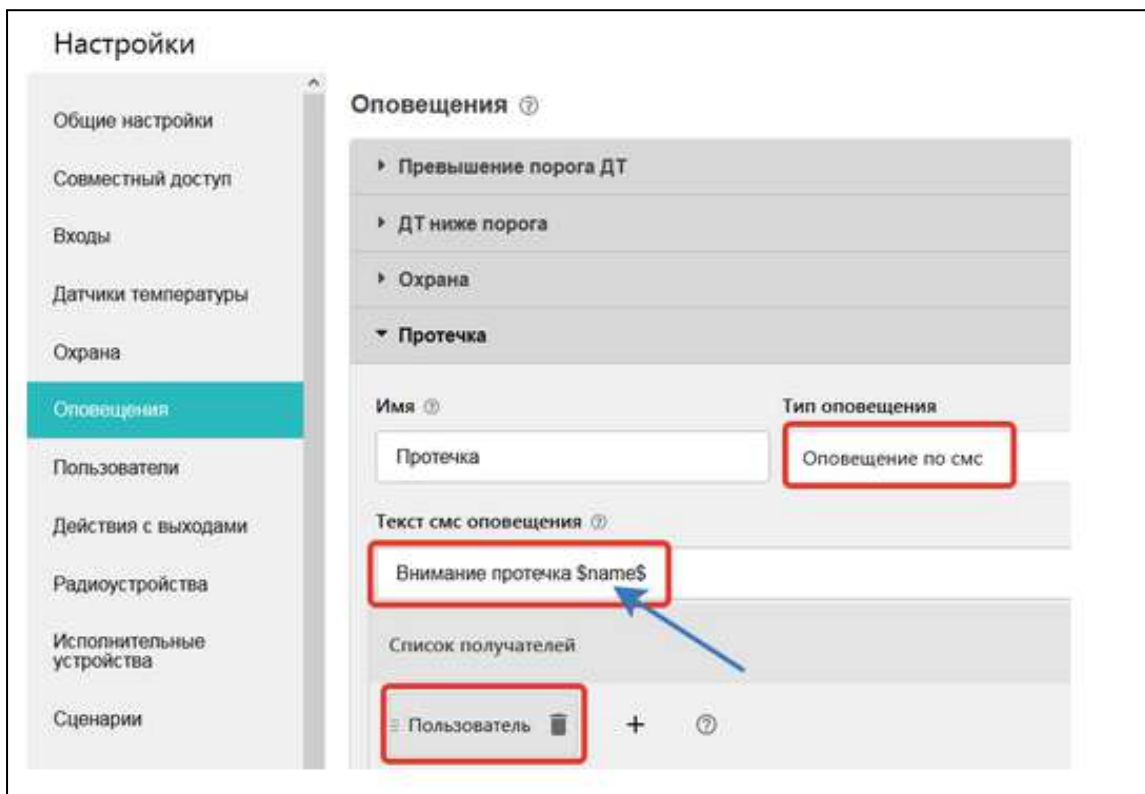 Настройки
Общие настройки
Совместный доступ
Входы
Датчики температуры
Охрана
Оповещения
Пользователи
Действия с выходами
Радиоустройства
Исполнительные
устройства
Сценарии
Оповещения ?
Превышение порога ДТ
ДТ ниже порога
Охрана
Протечка
Имя ?
Тип оповещения
Протечка
Оповещение по смс
Текст смс оповещения ?
Внимание протечка $name$
Список получателей
Пользователь + ?